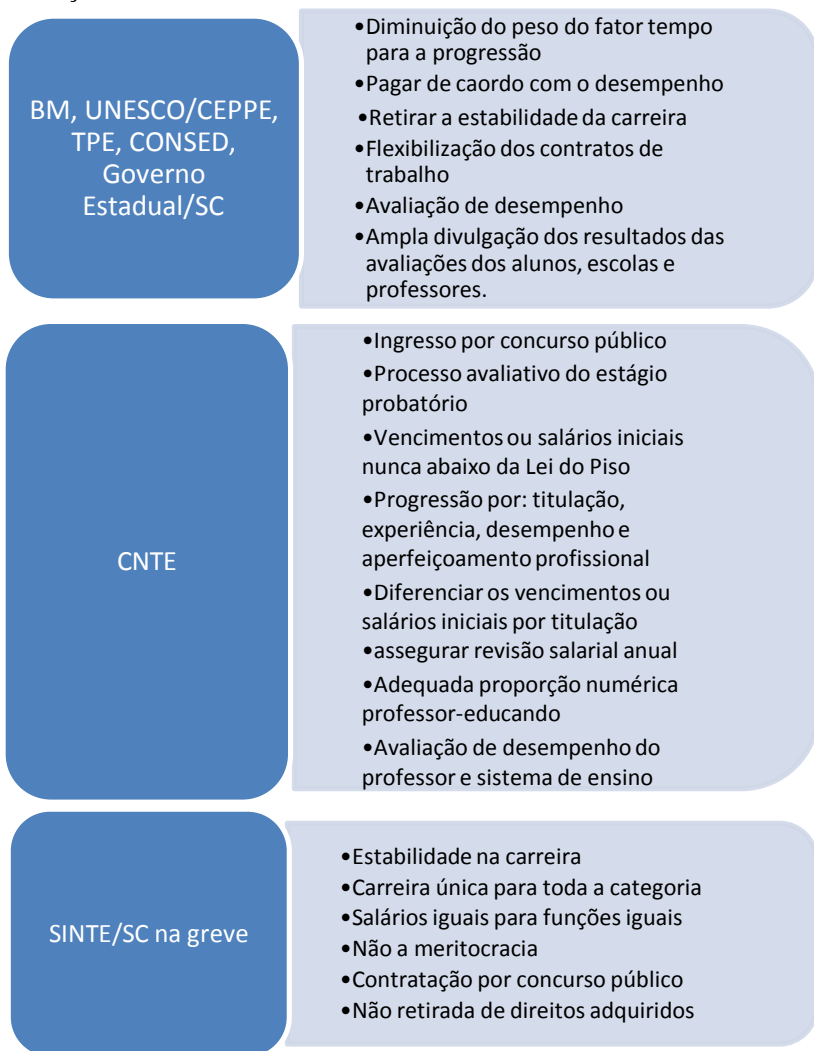 BM, UNESCO/CEPPE,
TPE, CONSED,
Governo
Estadual/SC
•Diminuição do peso do fator tempo
para a progressão
•Pagar de caordo com o desempenho
•Retirar a estabilidade da carreira
•Flexibilização dos contratos de
trabalho
•Avaliação de desempenho
•Ampla divulgação dos resultados das
avaliações dos alunos, escolas e
professores.
CNTE
•Ingresso por concurso público
•Processo avaliativo do estágio
probatório
•Vencimentos ou salários iniciais
nunca abaixo da Lei do Piso
•Progressão por: titulação,
experiência, desempenho e
aperfeiçoamento profissional
•Diferenciar os vencimentos ou
salários iniciais por titulação
•assegurar revisão salarial anual
•Adequada proporção numérica
professor-educando
•Avaliação de desempenho do
professor e sistema de ensino
SINTE/SC na greve
•Estabilidade na carreira
•Carreira única para toda a categoria
•Salários iguais para funções iguais
•Não a meritocracia
•Contratação por concurso público
•Não retirada de direitos adquiridos